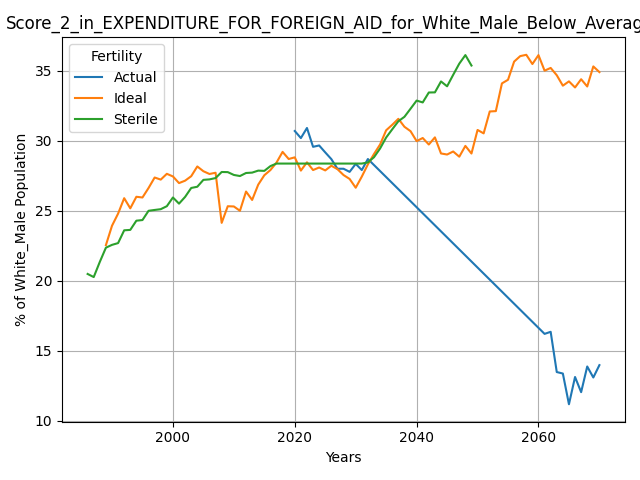 Score_2_in_EXPENDITURE_FOR_FOREIGN_AID_for_White_Male_Below_Averag
Fertility
Actual
Ideal
Sterile
% of White_Male Population
35
30
25
20
15
10
2000
2020
2040
2060
Years